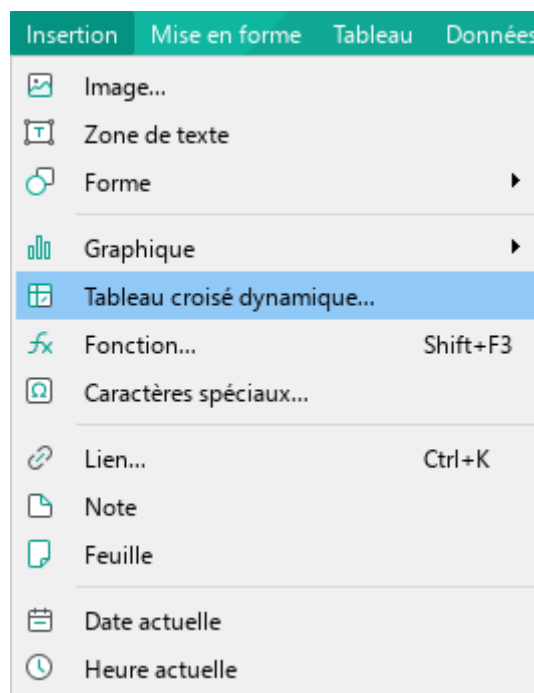 Insertion Mise en forme Tableau Données
Image...
Zone de texte
Forme
Graphique
Tableau croisé dynamique...
Fonction... Shift+F3
Caractères spéciaux...
Lien... Ctrl+K
Note
Feuille
Date actuelle
Heure actuelle